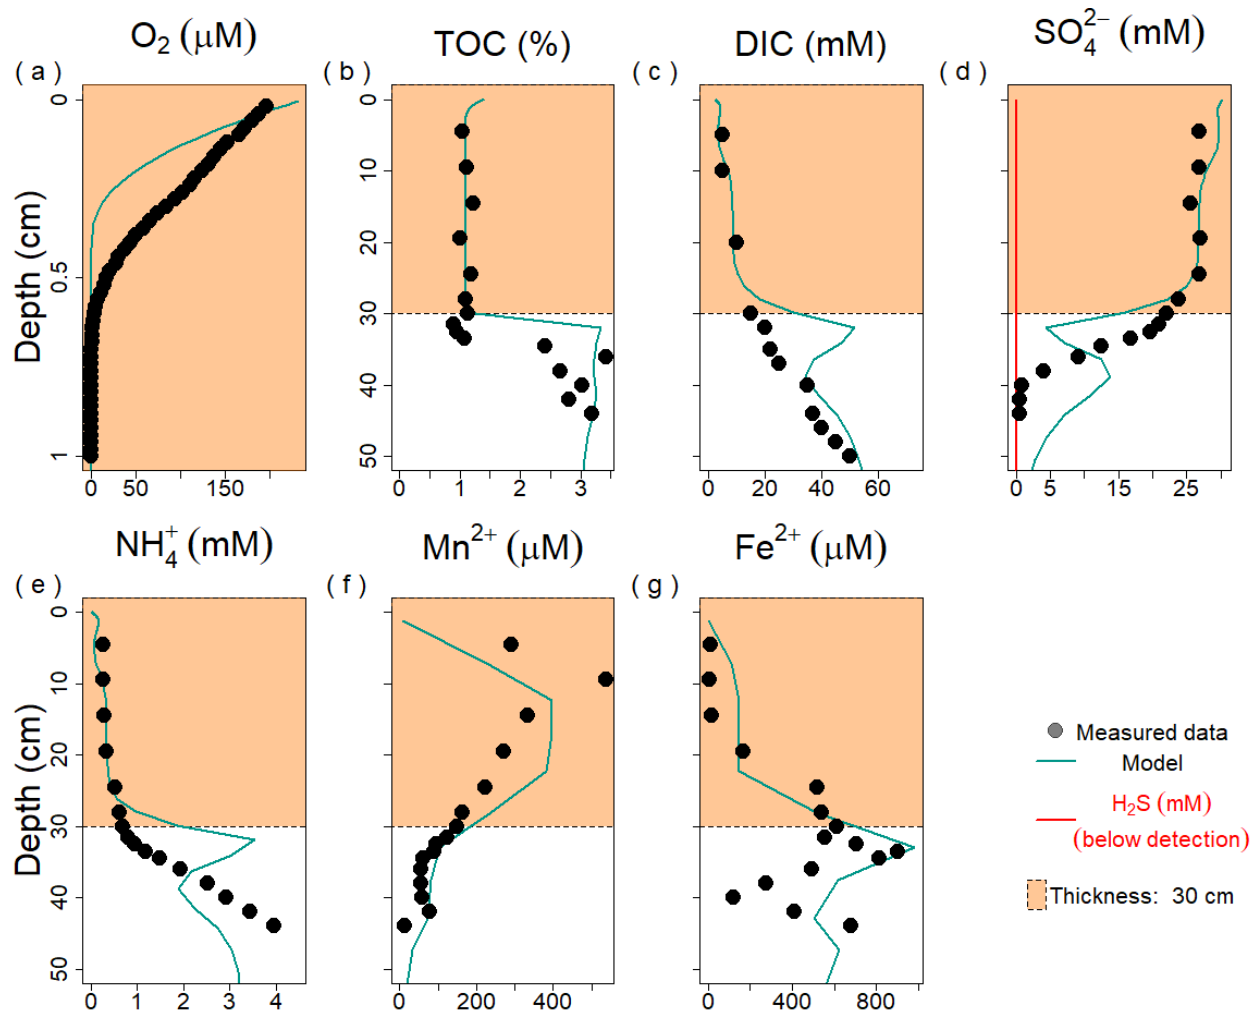 O₂ (μM)
TOC (%)
DIC (mM)
SO₄²⁻ (mM)
( a )
( b )
( c )
( d )
Depth (cm)
0
0.5
1
0
10
20
30
40
50
0 50 150
0 1 2 3
0 20 40 60
0 5 15 25
NH₄⁺ (mM)
Mn²⁺ (μM)
Fe²⁺ (μM)
( e )
( f )
( g )
Depth (cm)
0
10
20
30
40
50
0 1 2 3 4
0 200 400
0 400 800
Measured data
Model
H₂S (mM)
(below detection)
Thickness: 30 cm